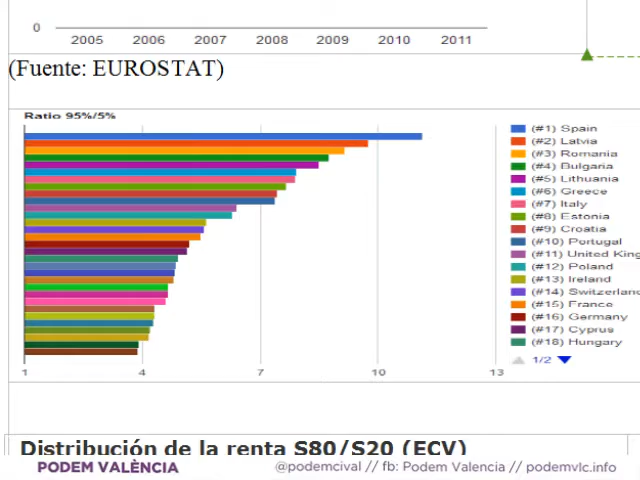 0
2005 2006 2007 2008 2009 2010 2011
(Fuente: EUROSTAT)
Ratio 95%/5%
(#1) Spain
(#2) Latvia
(#3) Romania
(#4) Bulgaria
(#5) Lithuania
(#6) Greece
(#7) Italy
(#8) Estonia
(#9) Croatia
(#10) Portugal
(#11) United King
(#12) Poland
(#13) Ireland
(#14) Switzerland
(#15) France
(#16) Germany
(#17) Cyprus
(#18) Hungary
1/2
1 4 7 10 13
Distribución de la renta S80/S20 (ECV)
PODEM VALÈNCIA @podemcival // fb: Podem Valencia // podemvlc.info